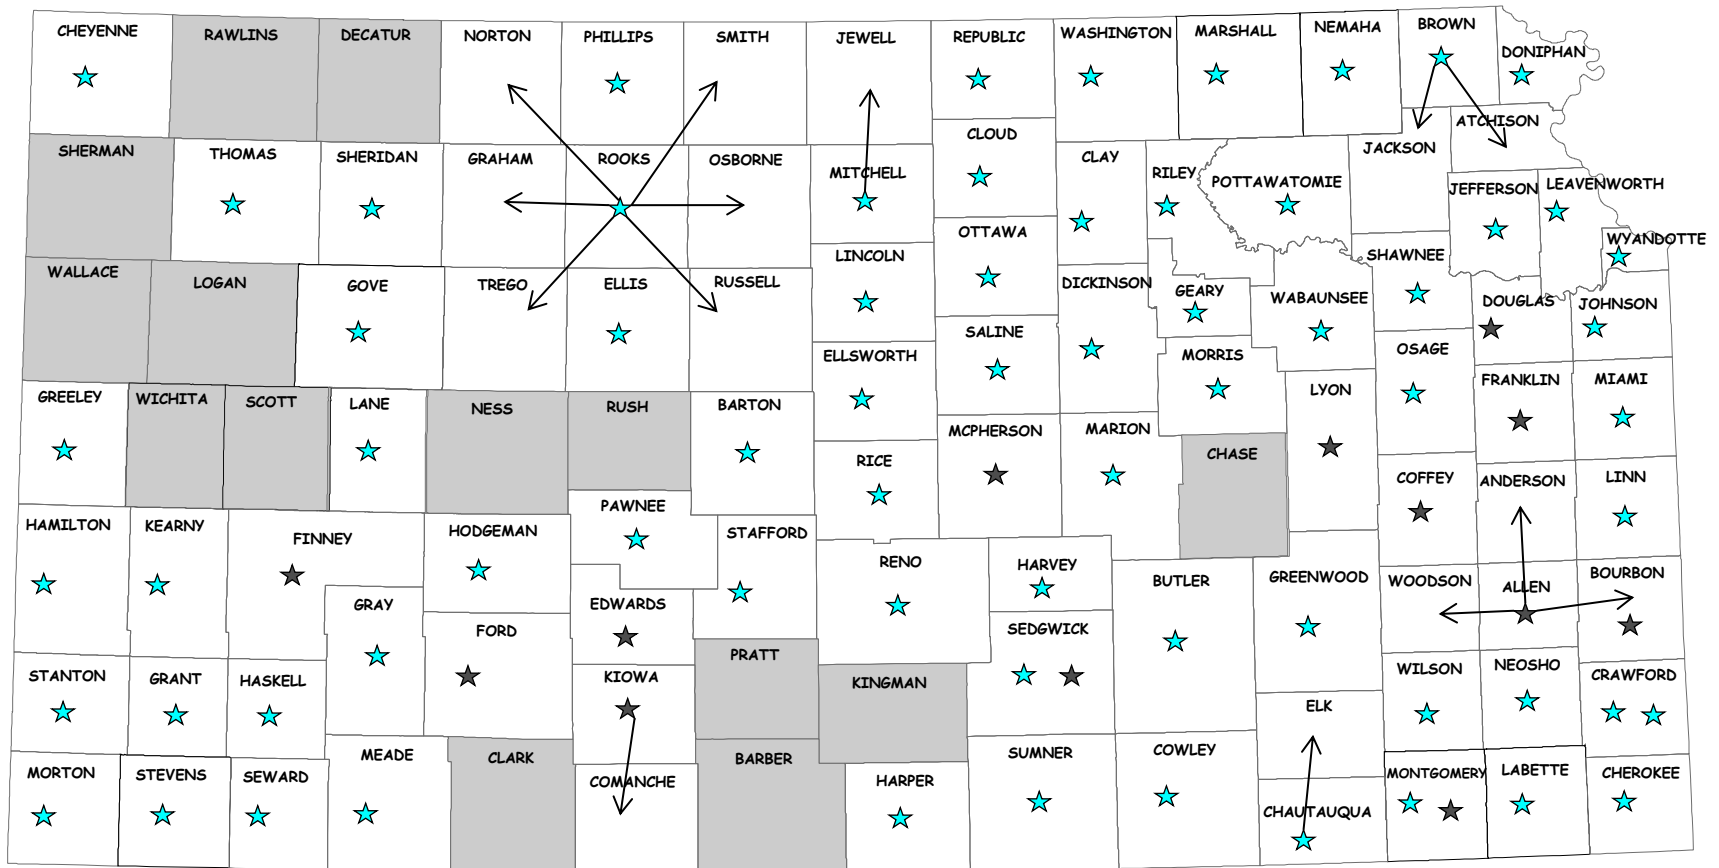 CHEYENNE
RAWLINS
DECATUR
NORTON
PHILLIPS
SMITH
JEWELL
REPUBLIC
WASHINGTON
MARSHALL
NEMAHA
BROWN
DONIPHAN
SHERMAN
THOMAS
SHERIDAN
GRAHAM
ROOKS
OSBORNE
MITCHELL
CLOUD
CLAY
RILEY
POTTAWATOMIE
JACKSON
ATCHISON
JEFFERSON
LEAVENWORTH
WYANDOTTE
WALLACE
LOGAN
GOVE
TREGO
ELLIS
RUSSELL
LINCOLN
OTTAWA
DICKINSON
GEARY
WABAUNSEE
SHAWNEE
DOUGLAS
JOHNSON
SALINE
ELLSWORTH
MORRIS
OSAGE
FRANKLIN
MIAMI
GREELEY
WICHITA
SCOTT
LANE
NESS
RUSH
BARTON
RICE
MCPHERSON
MARION
CHASE
LYON
COFFEY
ANDERSON
LINN
HAMILTON
KEARNY
FINNEY
HODGEMAN
PAWNEE
STAFFORD
RENO
HARVEY
BUTLER
GREENWOOD
WOODSON
ALLEN
BOURBON
GRAY
FORD
EDWARDS
SEDGWICK
STANTON
GRANT
HASKELL
KIOWA
PRATT
KINGMAN
ELK
WILSON
NEOSHO
CRAWFORD
MORTON
STEVENS
SEWARD
MEADE
CLARK
COMANCHE
BARBER
HARPER
SUMNER
COWLEY
CHAUTAUQUA
MONTGOMERY
LABETTE
CHEROKEE